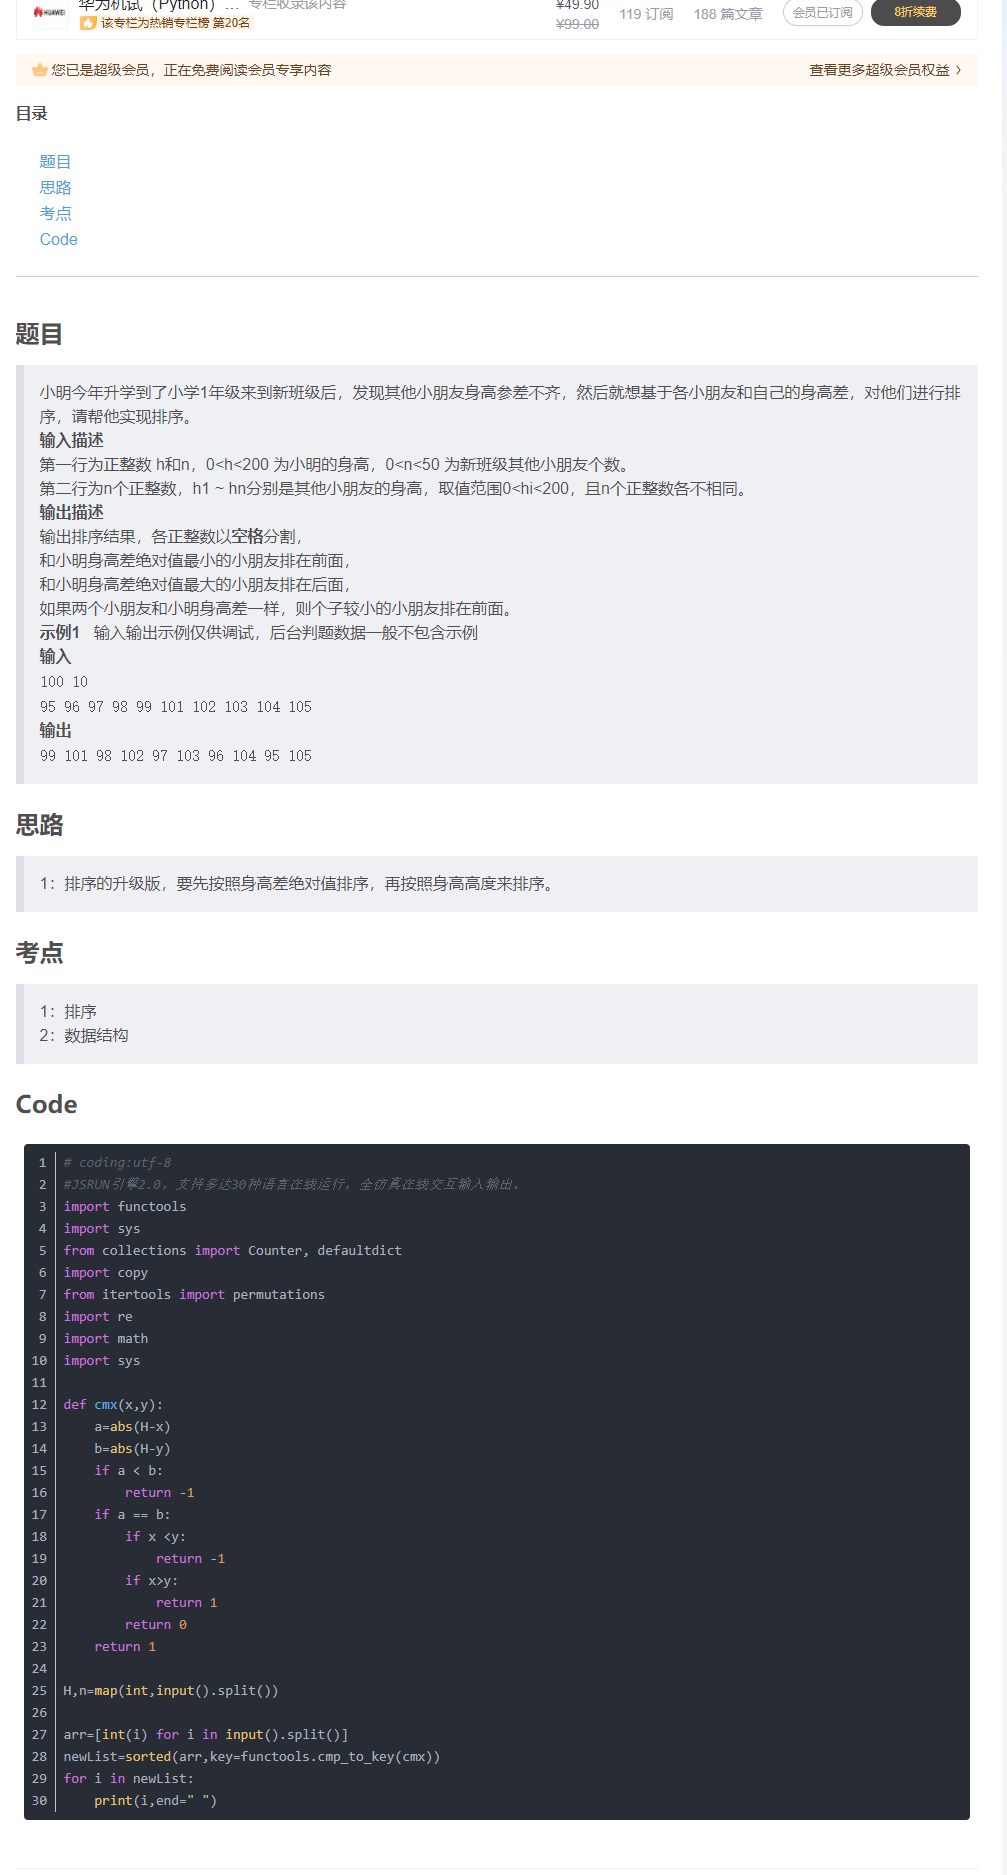 华为机试（Python）... 专栏收录该内容
HUAWEI
该专栏为热销专栏榜 第20名
¥49.90
¥99.00
119 订阅
188 篇文章
会员已订阅
8折续费
您已是超级会员，正在免费阅读会员专享内容
查看更多超级会员权益 >
目录
题目
思路
考点
Code
题目
小明今年升学到了小学1年级来到新班级后，发现其他小朋友身高参差不齐，然后就想基于各小朋友和自己的身高差，对他们进行排
序，请帮他实现排序。
输入描述
第一行为正整数 h和n，0<h<200 为小明的身高，0<n<50 为新班级其他小朋友个数。
第二行为n个正整数，h1 ~ hn分别是其他小朋友的身高，取值范围0<hi<200，且n个正整数各不相同。
输出描述
输出排序结果，各正整数以空格分割，
和小明身高差绝对值最小的小朋友排在前面，
和小明身高差绝对值最大的小朋友排在后面，
如果两个小朋友和小明身高差一样，则个子较小的小朋友排在前面。
示例1 输入输出示例仅供调试，后台判题数据一般不包含示例
输入
100 10
95 96 97 98 99 101 102 103 104 105
输出
99 101 98 102 97 103 96 104 95 105
思路
1：排序的升级版，要先按照身高差绝对值排序，再按照身高高度来排序。
考点
1：排序
2：数据结构
Code
1 # coding:utf-8
2 #JSRUN引擎2.0，支持多达30种语言在线运行，全仿真在线交互输入输出。
3 import functools
4 import sys
5 from collections import Counter, defaultdict
6 import copy
7 from itertools import permutations
8 import re
9 import math
10 import sys
11
12 def cmx(x,y):
13     a=abs(H-x)
14     b=abs(H-y)
15     if a < b:
16         return -1
17     if a == b:
18         if x <y:
19             return -1
20         if x>y:
21             return 1
22         return 0
23     return 1
24
25 H,n=map(int,input().split())
26
27 arr=[int(i) for i in input().split()]
28 newList=sorted(arr,key=functools.cmp_to_key(cmx))
29 for i in newList:
30     print(i,end=" ")